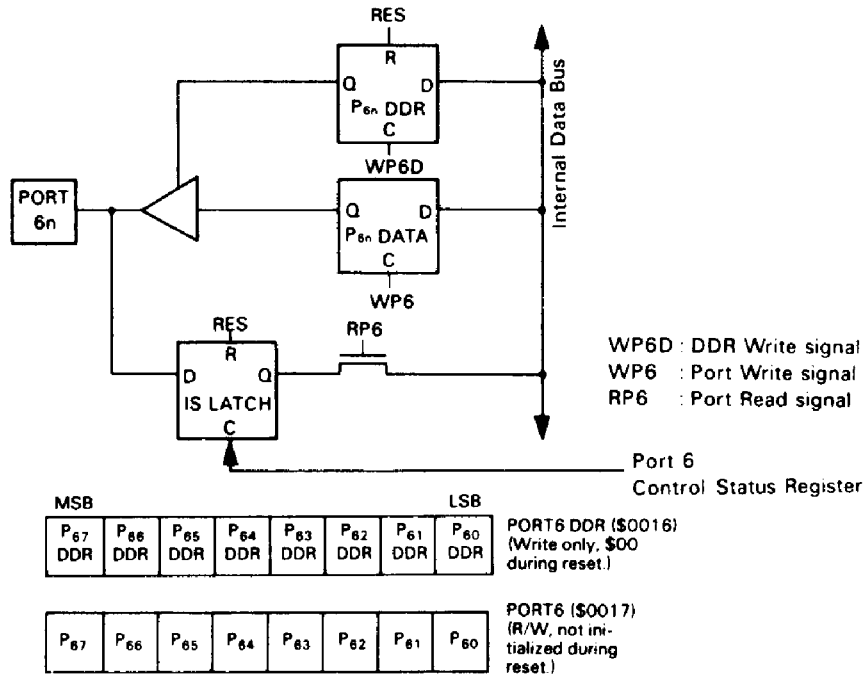 RES
R
Q D
P6n DDR
C
WP6D
Internal Data Bus
PORT
6n
Q D
P6n DATA
C
WP6
RES
R
D Q
IS LATCH
C
RP6
WP6D : DDR Write signal
WP6 : Port Write signal
RP6 : Port Read signal
Port 6
Control Status Register
MSB LSB
P67 P66 P65 P64 P63 P62 P61 P60
DDR DDR DDR DDR DDR DDR DDR DDR
PORT6 DDR ($0016)
(Write only, $00
during reset.)
P67 P66 P65 P64 P63 P62 P61 P60
PORT6 ($0017)
(R/W, not ini-
tialized during
reset.)